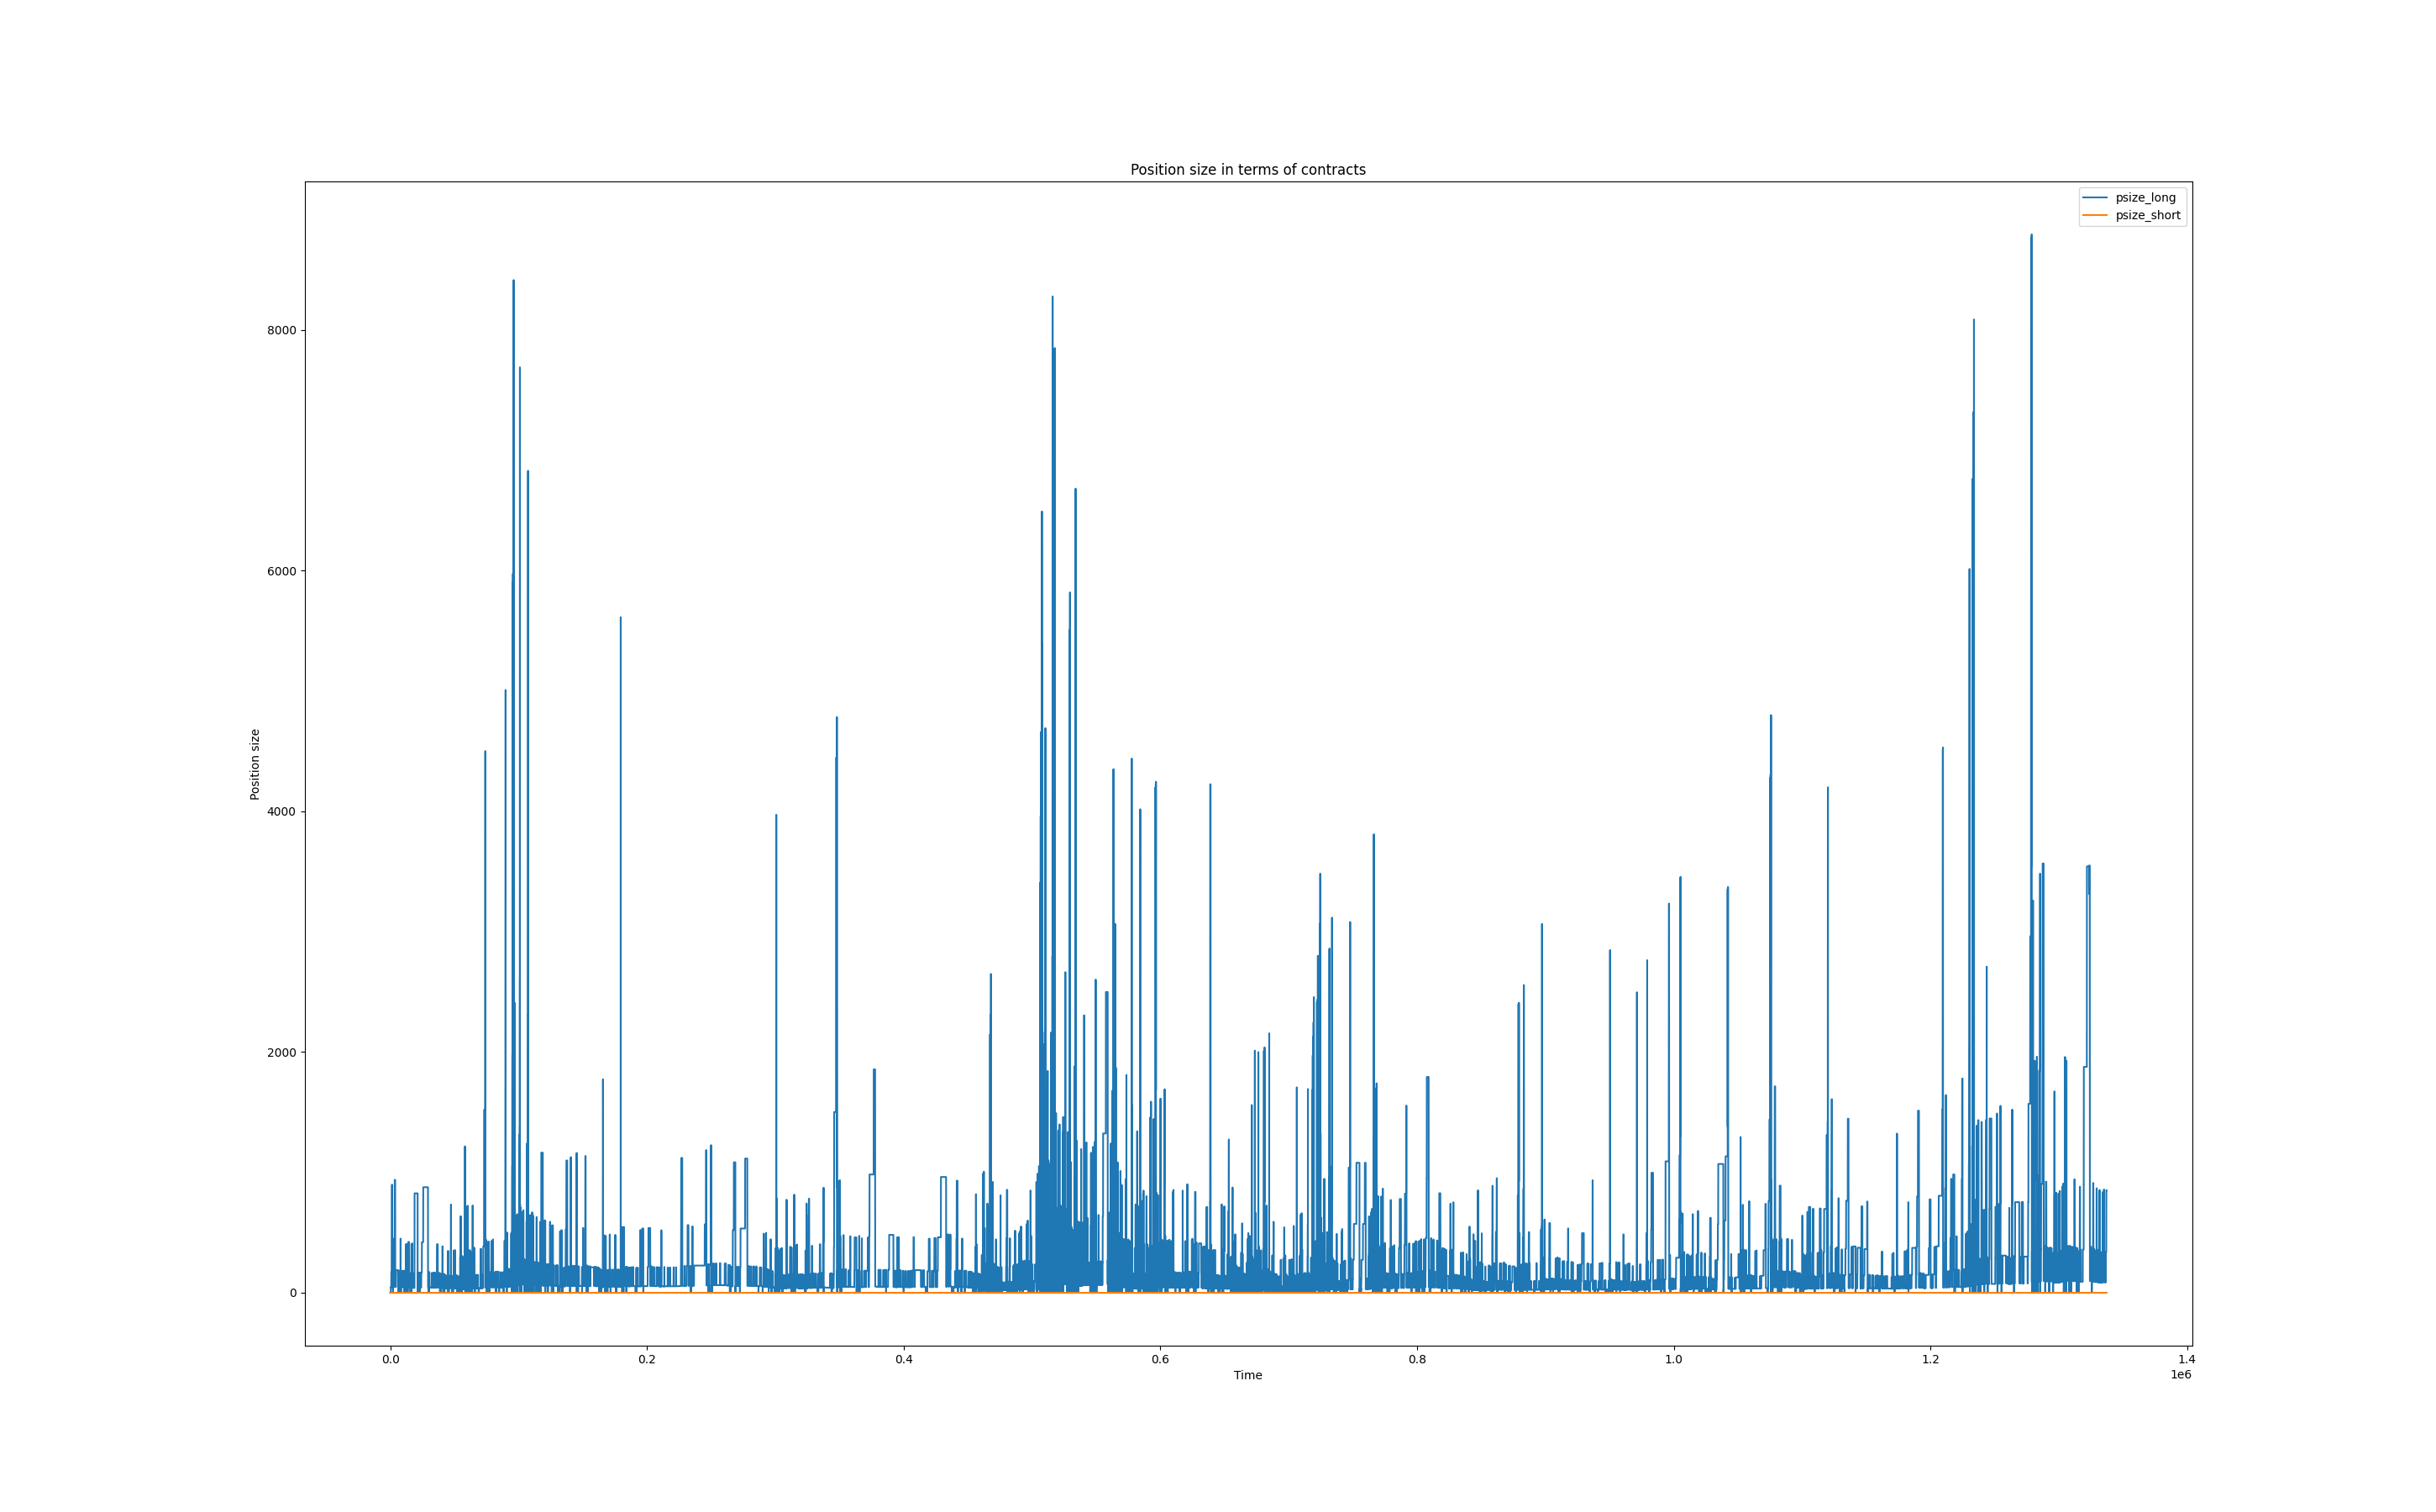 Position size in terms of contracts
psize_long
psize_short
8000
6000
4000
2000
0
Position size
0.0
0.2
0.4
0.6
0.8
1.0
1.2
1.4
1e6
Time